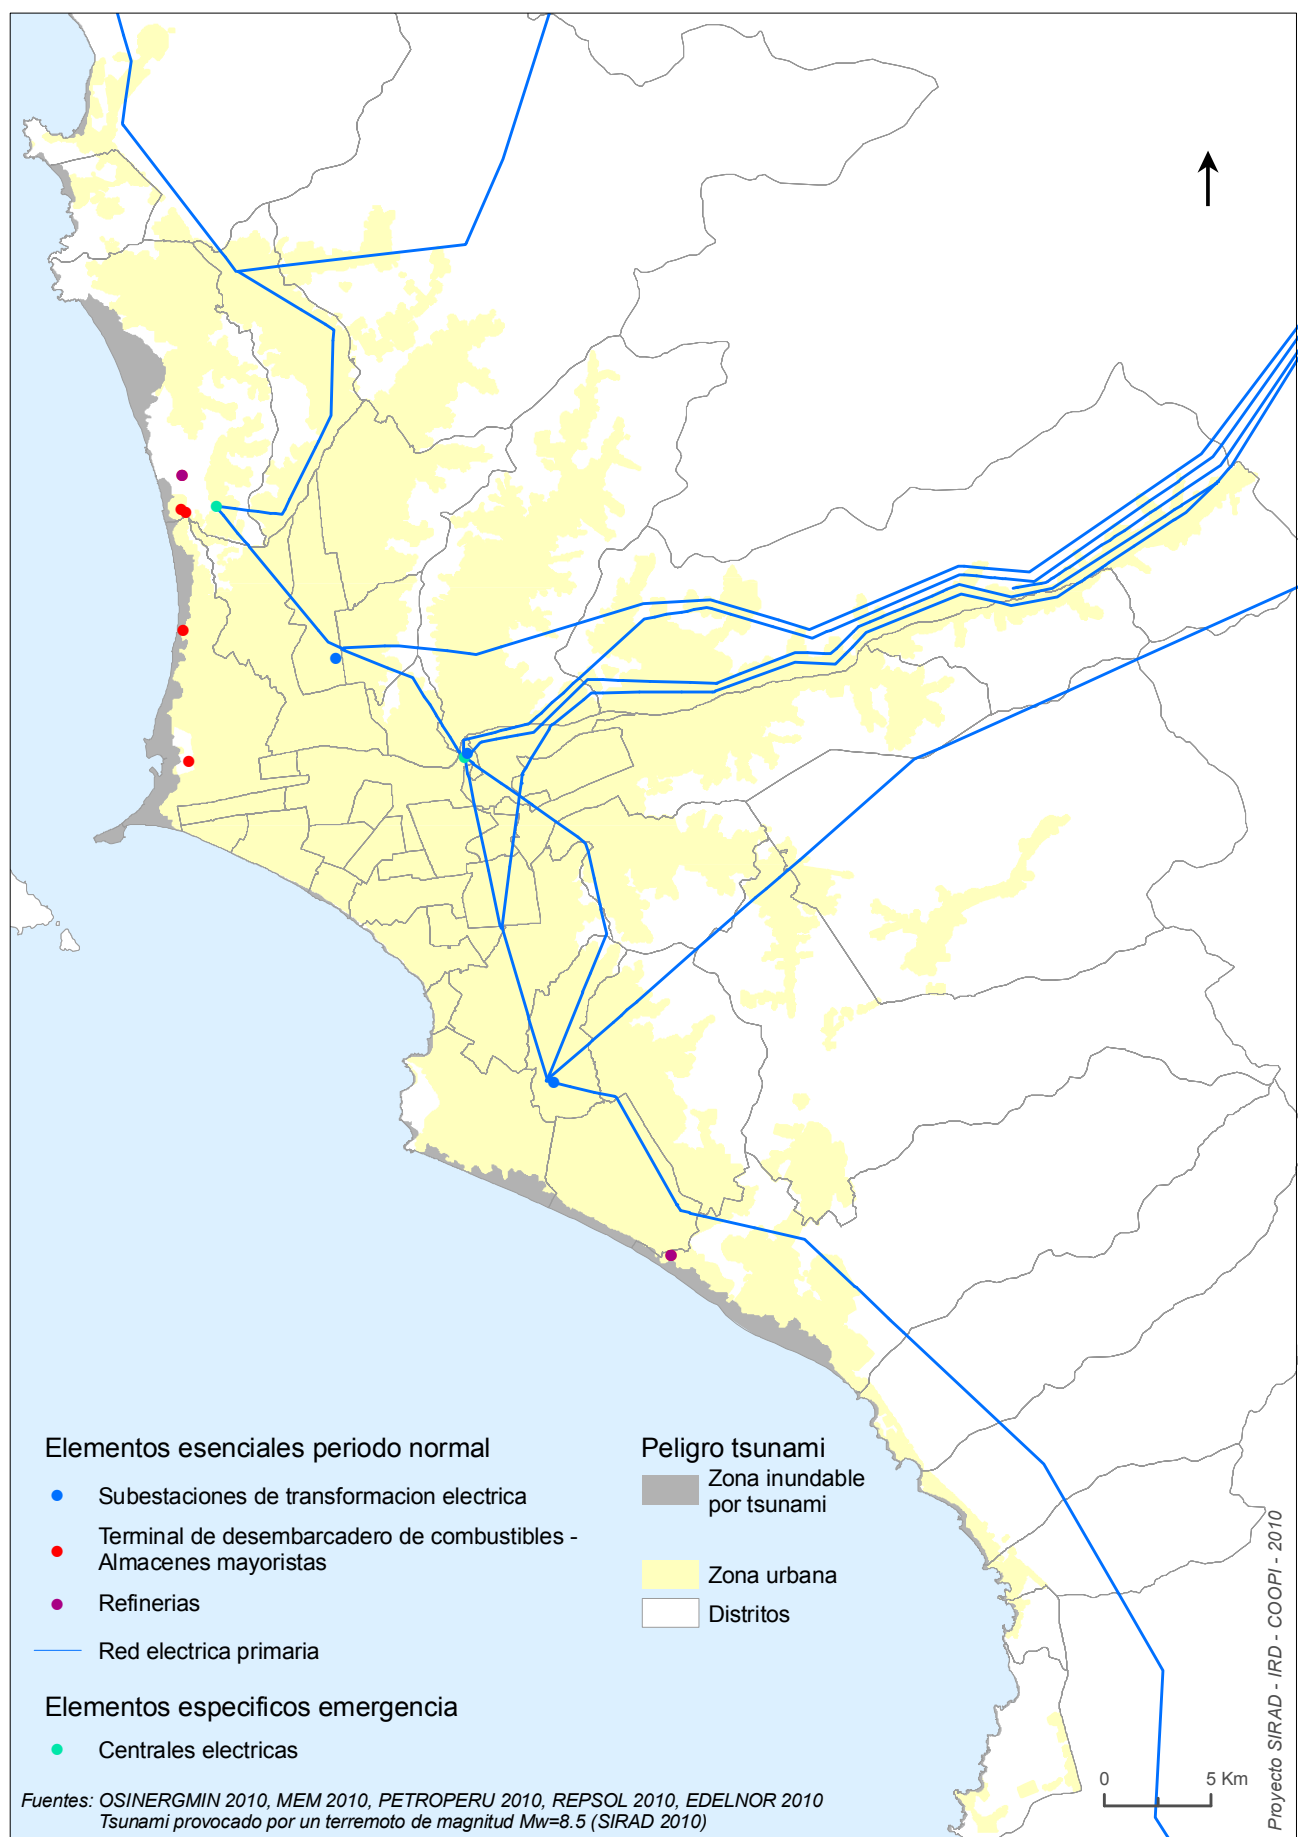 Elementos esenciales periodo normal
Subestaciones de transformacion electrica
Terminal de desembarcadero de combustibles -
Almacenes mayoristas
Refinerias
Red electrica primaria
Elementos especificos emergencia
Centrales electricas
Peligro tsunami
Zona inundable
por tsunami
Zona urbana
Distritos
0 5 Km
Proyecto SIRAD - IRD - COOPI - 2010
Fuentes: OSINERGMIN 2010, MEM 2010, PETROPERU 2010, REPSOL 2010, EDELNOR 2010
Tsunami provocado por un terremoto de magnitud Mw=8.5 (SIRAD 2010)